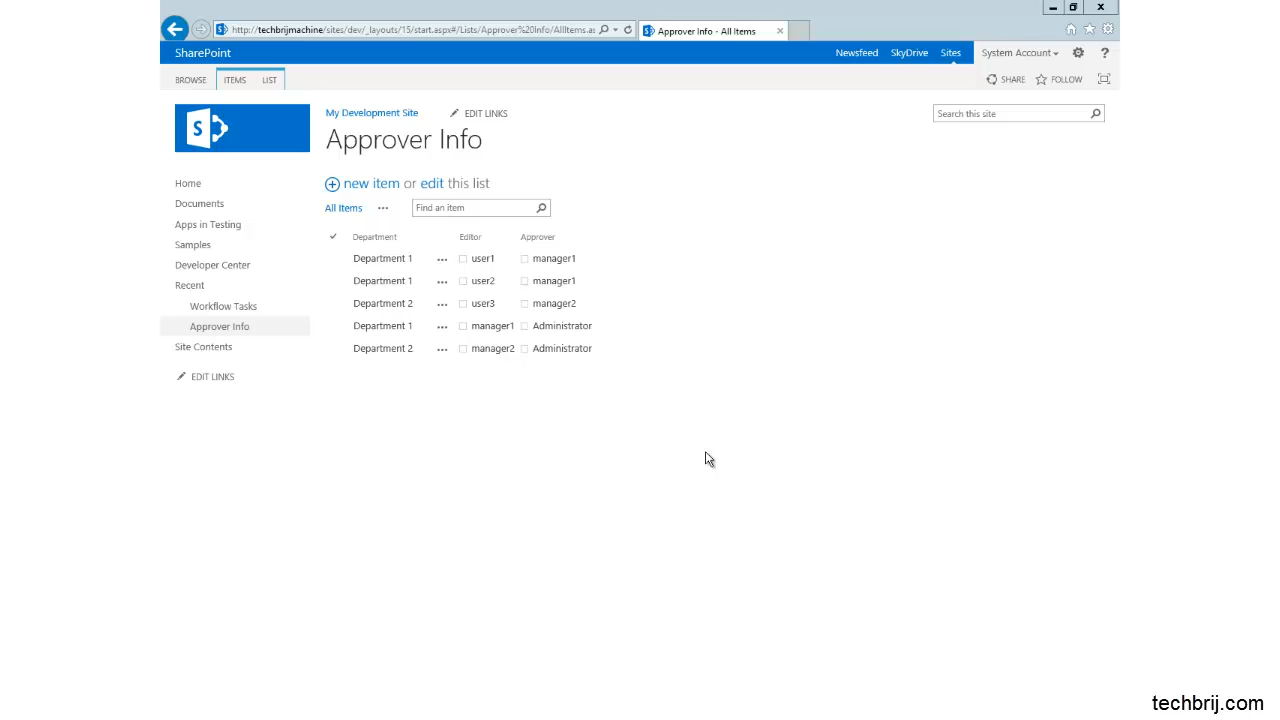 http://techbrijmachine/sites/dev/_layouts/15/start.aspx#/Lists/Approver%20Info/AllItems.as
Approver Info - All Items
SharePoint
Newsfeed SkyDrive Sites System Account
BROWSE ITEMS LIST
SHARE FOLLOW
My Development Site EDIT LINKS
Search this site
Approver Info
Home
new item or edit this list
Documents
All Items ••• Find an item
Apps in Testing
Samples
Department Editor Approver
Developer Center
Department 1 ••• user1 manager1
Recent
Department 1 ••• user2 manager1
Workflow Tasks
Department 2 ••• user3 manager2
Approver Info
Department 1 ••• manager1 Administrator
Site Contents
Department 2 ••• manager2 Administrator
EDIT LINKS
techbrij.com